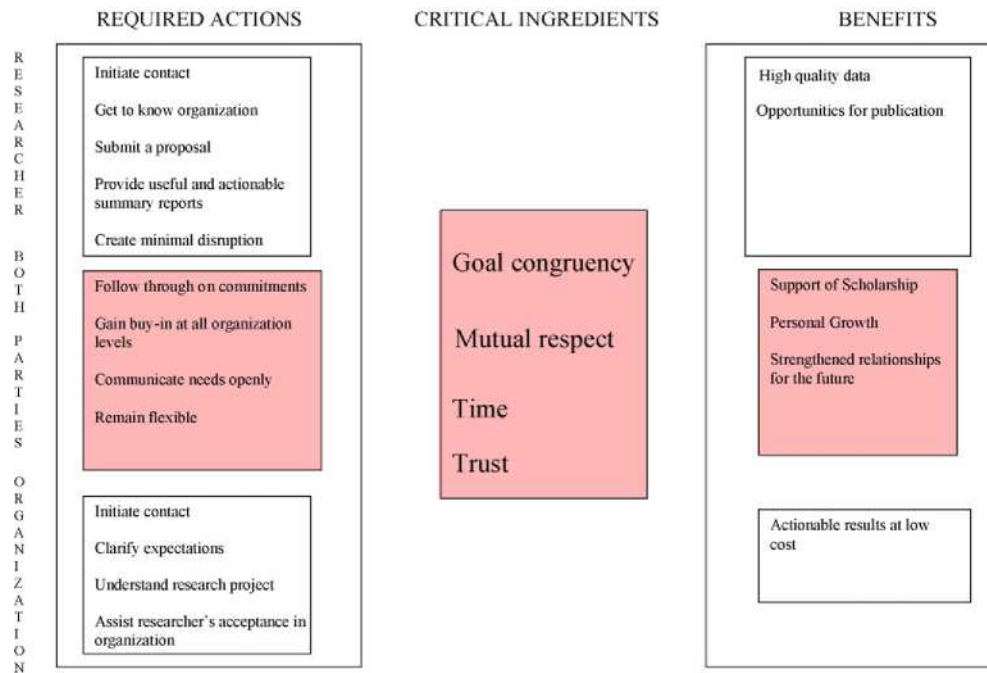 REQUIRED ACTIONS
CRITICAL INGREDIENTS
BENEFITS
RESEARCHER
BOTH PARTIES
ORGANIZATION
Initiate contact
Get to know organization
Submit a proposal
Provide useful and actionable
summary reports
Create minimal disruption
Follow through on commitments
Gain buy-in at all organization
levels
Communicate needs openly
Remain flexible
Initiate contact
Clarify expectations
Understand research project
Assist researcher's acceptance in
organization
Goal congruency
Mutual respect
Time
Trust
High quality data
Opportunities for publication
Support of Scholarship
Personal Growth
Strengthened relationships
for the future
Actionable results at low
cost